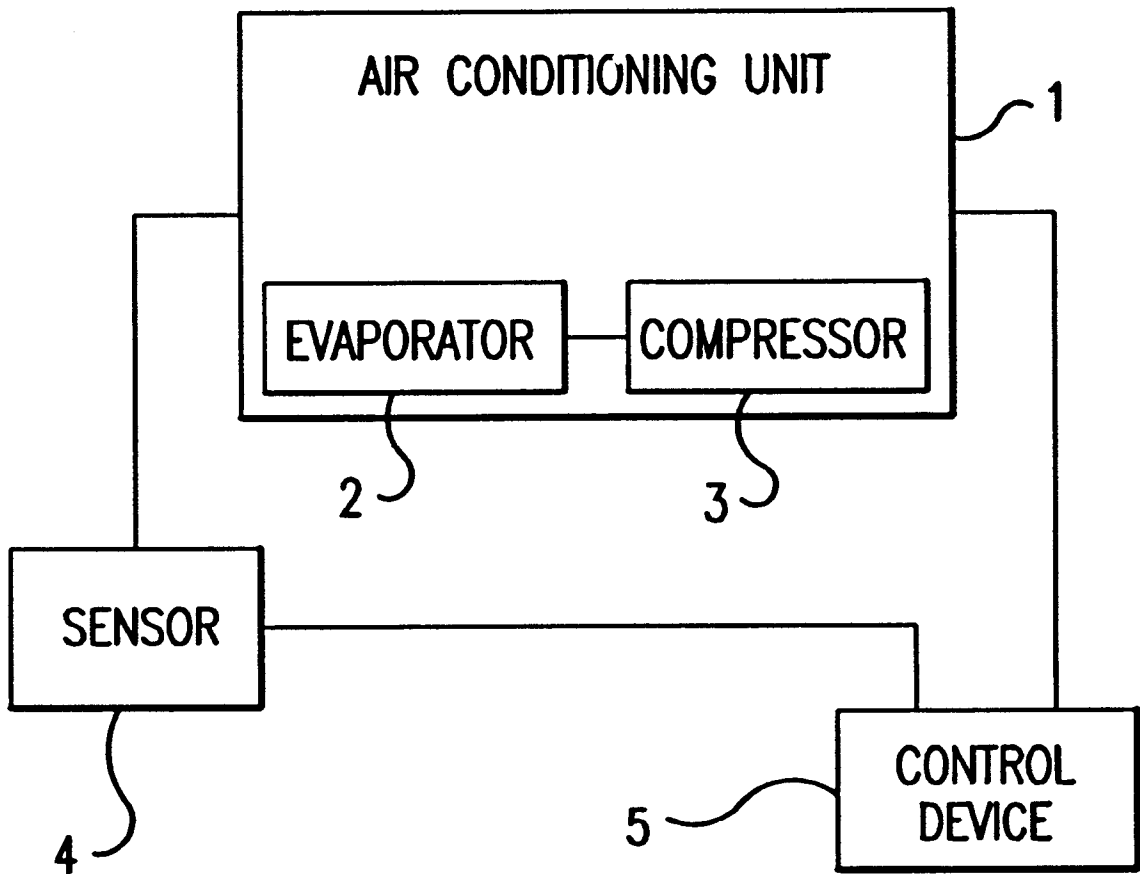 AIR CONDITIONING UNIT
1
EVAPORATOR
COMPRESSOR
2
3
SENSOR
CONTROL
DEVICE
4
5